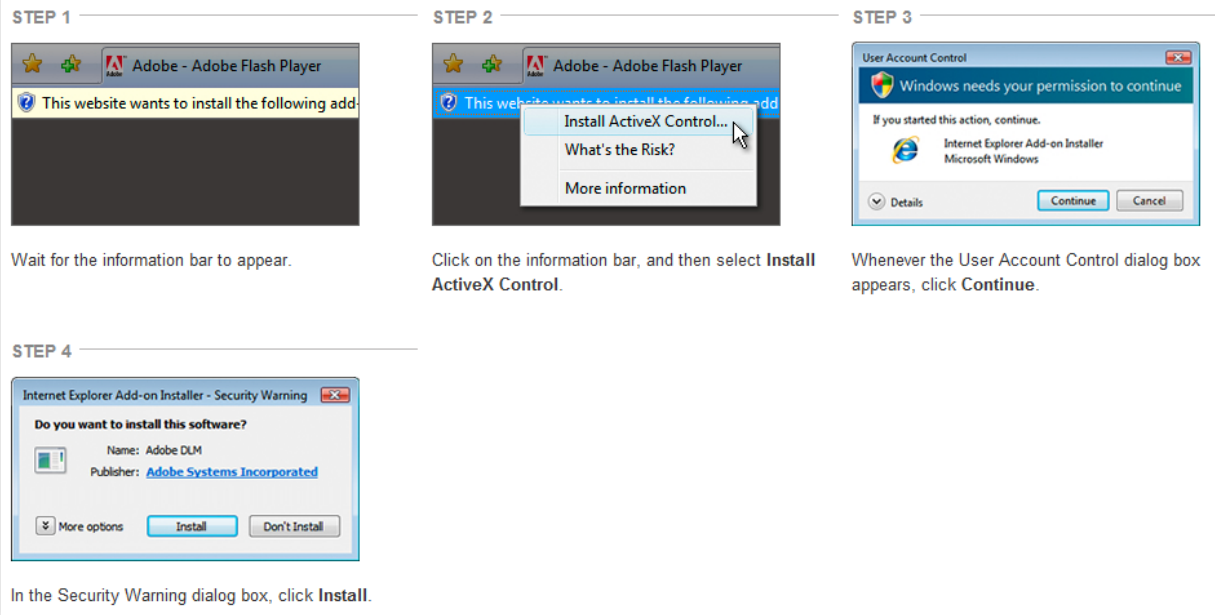 STEP 1
Adobe - Adobe Flash Player
This website wants to install the following add-
Wait for the information bar to appear.
STEP 2
Adobe - Adobe Flash Player
This website wants to install the following add
Install ActiveX Control...
What's the Risk?
More information
Click on the information bar, and then select Install
ActiveX Control.
STEP 3
User Account Control
Windows needs your permission to continue
If you started this action, continue.
Internet Explorer Add-on Installer
Microsoft Windows
Details
Continue
Cancel
Whenever the User Account Control dialog box
appears, click Continue.
STEP 4
Internet Explorer Add-on Installer - Security Warning
Do you want to install this software?
Name: Adobe DLM
Publisher: Adobe Systems Incorporated
More options
Install
Don't Install
In the Security Warning dialog box, click Install.